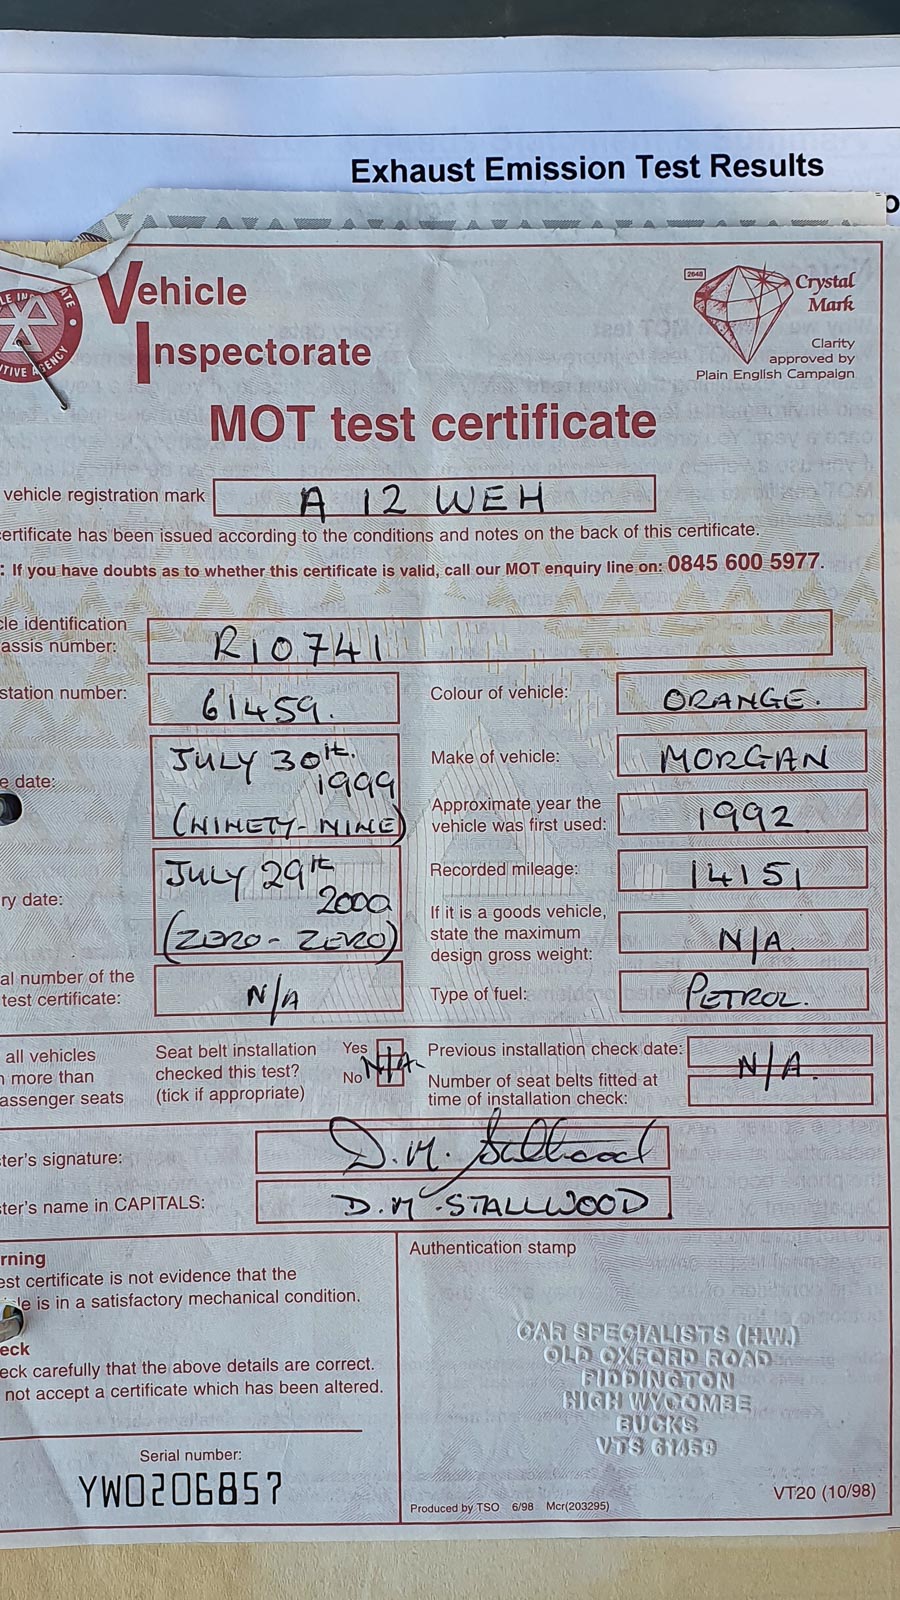 Exhaust Emission Test Results
Vehicle
Inspectorate
2648
Crystal
Mark
Clarity
approved by
Plain English Campaign
MOT test certificate
vehicle registration mark A 12 WEH
ertificate has been issued according to the conditions and notes on the back of this certificate.
: If you have doubts as to whether this certificate is valid, call our MOT enquiry line on: 0845 600 5977.
cle identification
assis number: R10741
station number: 61459.
Colour of vehicle: ORANGE.
e date: JULY 30th. 1999
(NINETY-NINE)
Make of vehicle: MORGAN
Approximate year the
vehicle was first used: 1992
ry date: JULY 29th 2000
(ZERO-ZERO)
Recorded mileage: 14151
If it is a goods vehicle,
state the maximum
design gross weight: N/A.
al number of the
test certificate: N/A
Type of fuel: PETROL.
all vehicles
more than
assenger seats
Seat belt installation
checked this test?
(tick if appropriate)
Yes
No
N/A
Previous installation check date:
Number of seat belts fitted at
time of installation check:
N/A.
ter's signature: D.M. Stallwood
ter's name in CAPITALS: D.M. STALLWOOD
rning
est certificate is not evidence that the
cle is in a satisfactory mechanical condition.
eck
eck carefully that the above details are correct.
not accept a certificate which has been altered.
Serial number:
YW0206857
Authentication stamp
CAR SPECIALISTS (H.W.)
OLD OXFORD ROAD
PIDDINGTON
HIGH WYCOMBE
BUCKS
VTS 61459
Produced by TSO 6/98 Mcr(203295)
VT20 (10/98)